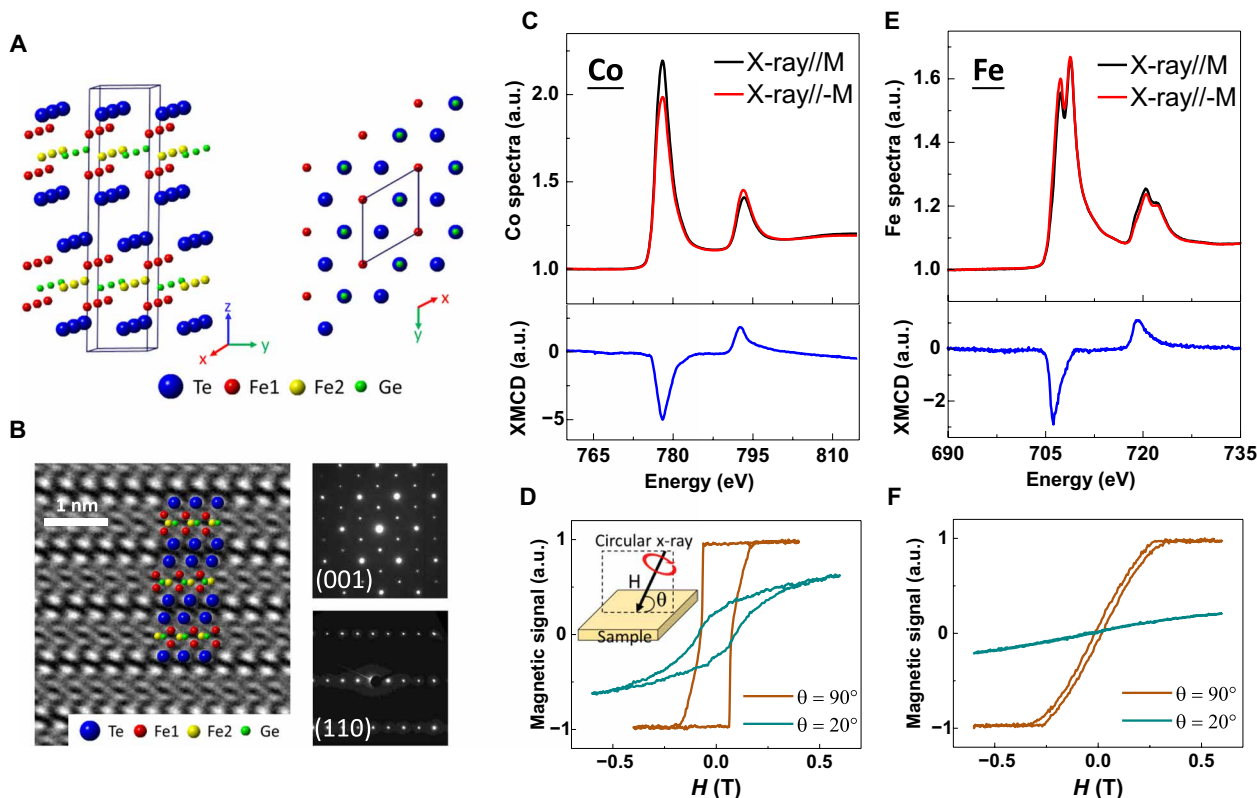 A
z
y
x
x
y
Te Fe1 Fe2 Ge
B
1 nm
Te Fe1 Fe2 Ge
(001)
(110)
C
Co
X-ray//M
X-ray//-M
Co spectra (a.u.)
2.0
1.5
1.0
XMCD (a.u.)
0
−5
765 780 795 810
Energy (eV)
D
Magnetic signal (a.u.)
1
0
−1
Circular x-ray
H
θ
Sample
θ = 90°
θ = 20°
−0.5 0.0 0.5
H (T)
E
Fe
X-ray//M
X-ray//-M
Fe spectra (a.u.)
1.6
1.4
1.2
1.0
XMCD (a.u.)
0
−2
690 705 720 735
Energy (eV)
F
Magnetic signal (a.u.)
1
0
−1
θ = 90°
θ = 20°
−0.5 0.0 0.5
H (T)